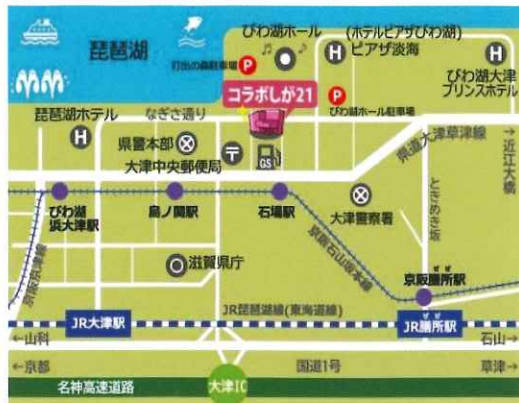 琵琶湖
びわ湖ホール
(ホテルピアザびわ湖)
ピアザ淡海
H
H
びわ湖大津
プリンスホテル
打出の森駐車場
P
コラボしが21
P
びわ湖ホール駐車場
琵琶湖ホテル
H
なぎさ通り
県警本部
大津中央郵便局
〒
GS
県道大津草津線
→近江大橋
びわ湖
浜大津駅
島ノ関駅
石場駅
大津警察署
ときめき坂
京阪京津線
滋賀県庁
京阪石山坂本線
京阪膳所駅
ぜぜ
JR大津駅
JR琵琶湖線(東海道線)
JR膳所駅
ぜぜ
←山科
石山→
←京都
国道1号
草津→
名神高速道路
大津IC